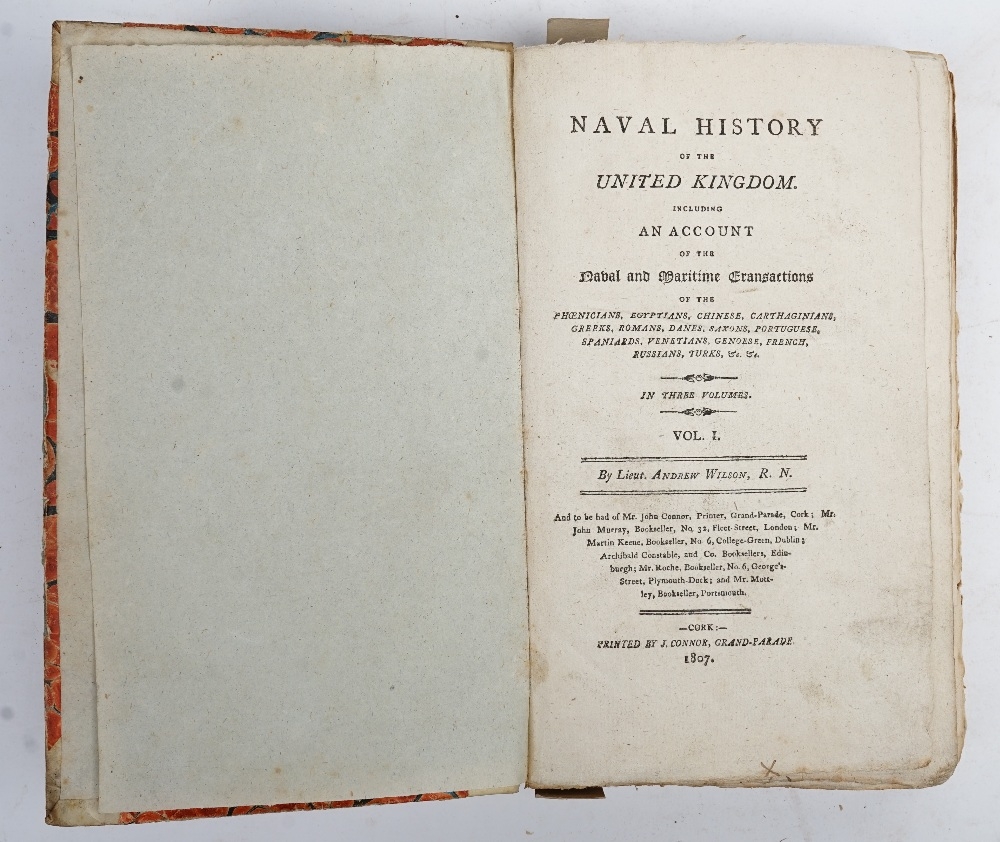 NAVAL HISTORY
OF THE
UNITED KINGDOM.
INCLUDING
AN ACCOUNT
OF THE
Naval and Maritime Transactions
OF THE
PHŒNICIANS, EGYPTIANS, CHINESE, CARTHAGINIANS,
GREEKS, ROMANS, DANES, SAXONS, PORTUGUESE,
SPANIARDS, VENETIANS, GENOESE, FRENCH,
RUSSIANS, TURKS, &c. &c.
IN THREE VOLUMES.
VOL. I.
By Lieut. ANDREW WILSON, R. N.
And to be had of Mr. John Connor, Printer, Grand-Parade, Cork; Mr.
John Murray, Bookseller, No. 32, Fleet-Street, London; Mr.
Martin Keene, Bookseller, No 6, College-Green, Dublin;
Archibald Constable, and Co. Booksellers, Edin-
burgh; Mr. Roche, Bookseller, No. 6, George's-
Street, Plymouth-Dock; and Mr. Mott-
ley, Bookseller, Portsmouth.
—CORK:—
PRINTED BY J. CONNOR, GRAND-PARADE.
1807.